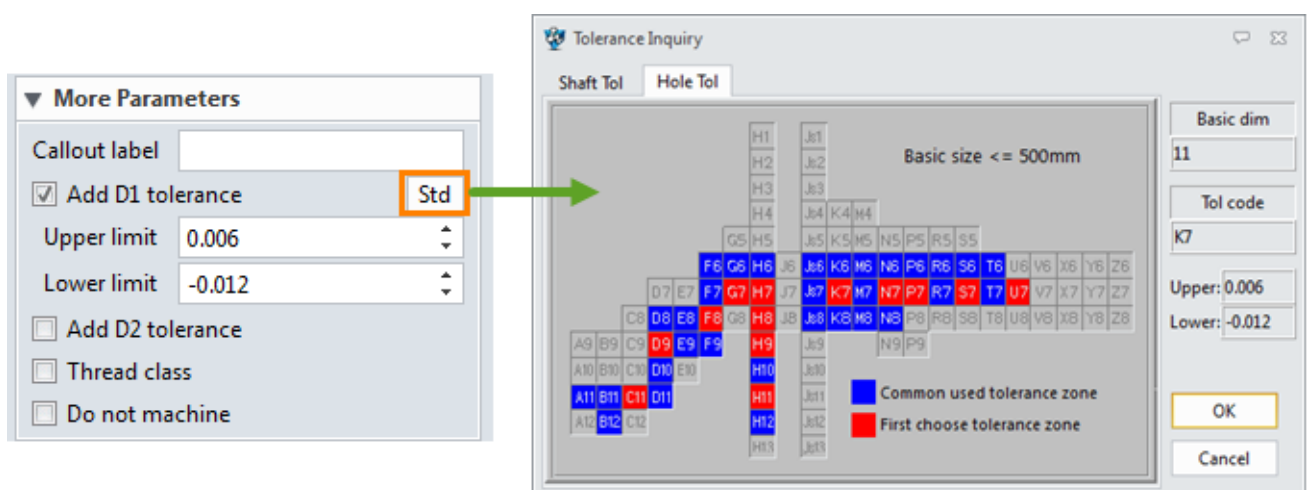 More Parameters
Callout label
Add D1 tolerance Std
Upper limit 0.006
Lower limit -0.012
Add D2 tolerance
Thread class
Do not machine
Tolerance Inquiry
Shaft Tol Hole Tol
Basic size <= 500mm
H1 Js1
H2 Js2
H3 Js3
H4 Js4 K4 M4
G5 H5 Js5 K5 M5 N5 P5 R5 S5
F6 G6 H6 J6 Js6 K6 M6 N6 P6 R6 S6 T6 U6 V6 X6 Y6 Z6
D7 E7 F7 G7 H7 J7 Js7 K7 M7 N7 P7 R7 S7 T7 U7 V7 X7 Y7 Z7
C8 D8 E8 F8 G8 H8 J8 Js8 K8 M8 N8 P8 R8 S8 T8 U8 V8 X8 Y8 Z8
A9 B9 C9 D9 E9 F9 H9 Js9 N9 P9
A10 B10 C10 D10 E10 H10 Js10
A11 B11 C11 D11 H11 Js11
A12 B12 C12 H12 Js12
H13 Js13
Common used tolerance zone
First choose tolerance zone
Basic dim
11
Tol code
K7
Upper: 0.006
Lower: -0.012
OK
Cancel